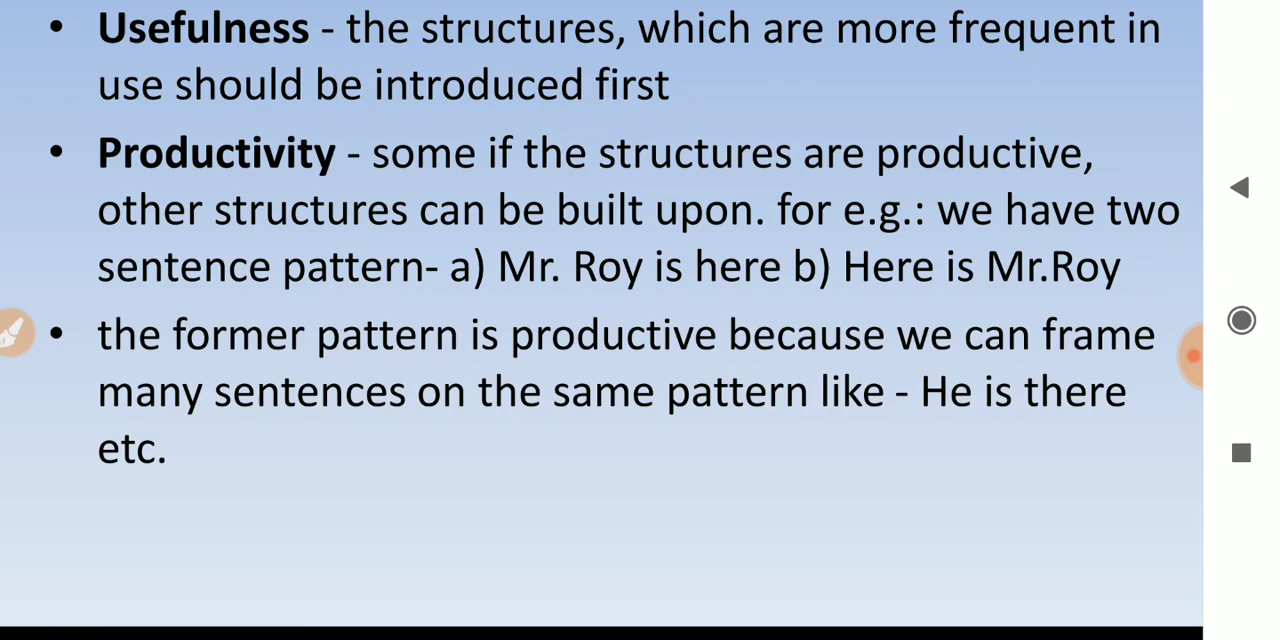 • Usefulness - the structures, which are more frequent in
use should be introduced first
• Productivity - some if the structures are productive,
other structures can be built upon. for e.g.: we have two
sentence pattern- a) Mr. Roy is here b) Here is Mr.Roy
• the former pattern is productive because we can frame
many sentences on the same pattern like - He is there
etc.